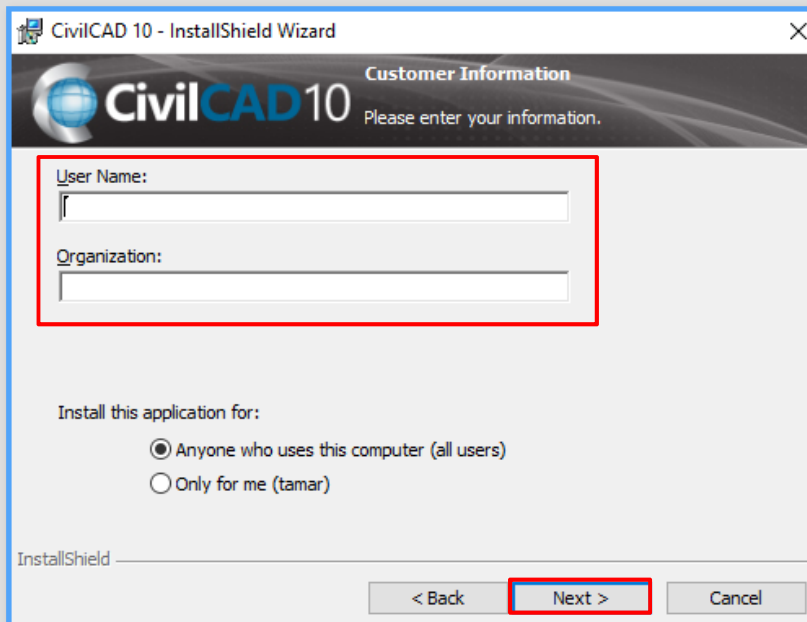 CivilCAD 10 - InstallShield Wizard
CivilCAD10
Customer Information
Please enter your information.
User Name:
Organization:
Install this application for:
Anyone who uses this computer (all users)
Only for me (tamar)
InstallShield
< Back Next > Cancel